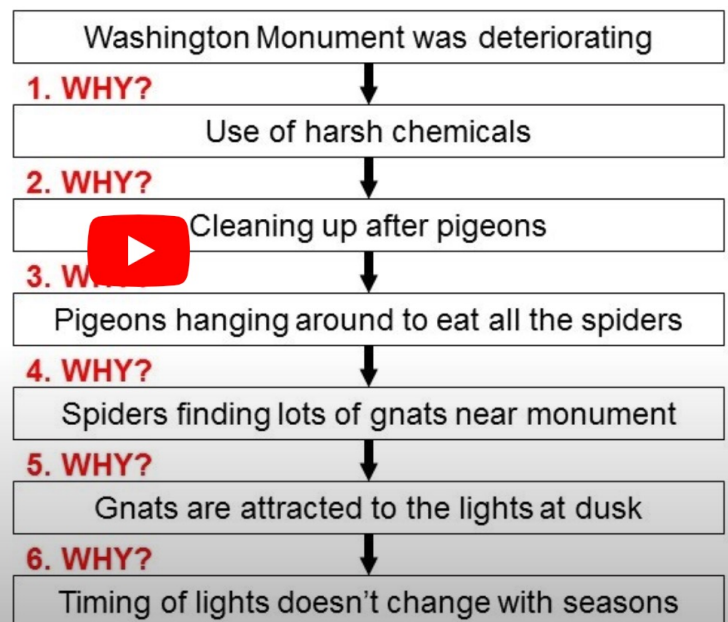 Washington Monument was deteriorating
1. WHY?
Use of harsh chemicals
2. WHY?
Cleaning up after pigeons
3.
Pigeons hanging around to eat all the spiders
4. WHY?
Spiders finding lots of gnats near monument
5. WHY?
Gnats are attracted to the lights at dusk
6. WHY?
Timing of lights doesn't change with seasons